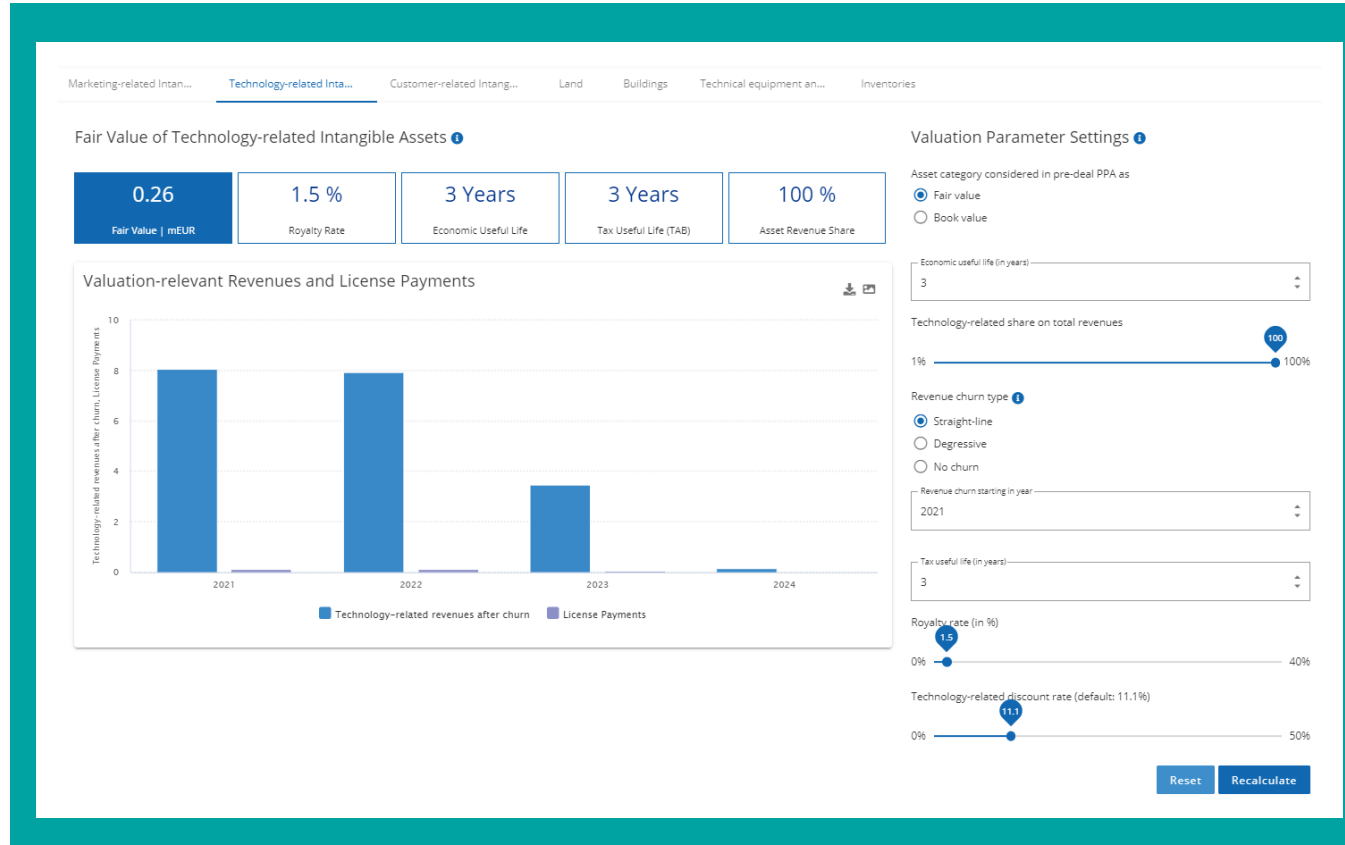 Marketing-related Intan...
Technology-related Inta...
Customer-related Intang...
Land
Buildings
Technical equipment an...
Inventories
Fair Value of Technology-related Intangible Assets
0.26
Fair Value | mEUR
1.5 %
Royalty Rate
3 Years
Economic Useful Life
3 Years
Tax Useful Life (TAB)
100 %
Asset Revenue Share
Valuation-relevant Revenues and License Payments
Technology-related revenues after churn, License Payments
10
8
6
4
2
0
2021
2022
2023
2024
Technology-related revenues after churn
License Payments
Valuation Parameter Settings
Asset category considered in pre-deal PPA as
Fair value
Book value
Economic useful life (in years)
3
Technology-related share on total revenues
100
1%
100%
Revenue churn type
Straight-line
Degressive
No churn
Revenue churn starting in year
2021
Tax useful life (in years)
3
Royalty rate (in %)
1.5
0%
40%
Technology-related discount rate (default: 11.1%)
11.1
0%
50%
Reset
Recalculate